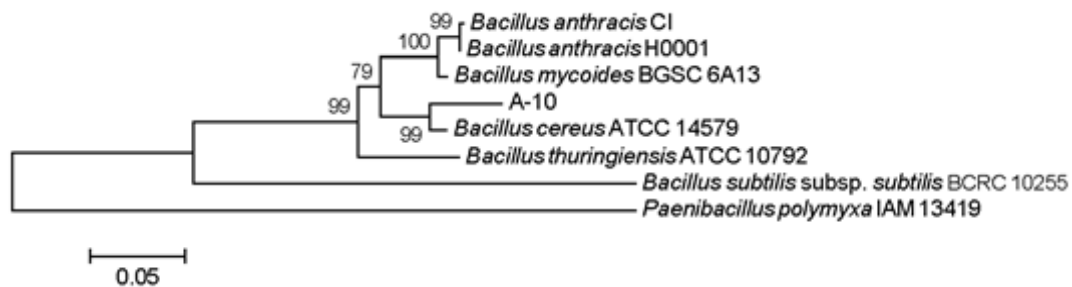 99 Bacillus anthracis CI
Bacillus anthracis H0001
100
Bacillus mycoides BGSC 6A13
79
A-10
99
Bacillus cereus ATCC 14579
99
Bacillus thuringiensis ATCC 10792
Bacillus subtilis subsp. subtilis BCRC 10255
Paenibacillus polymyxa IAM 13419
0.05